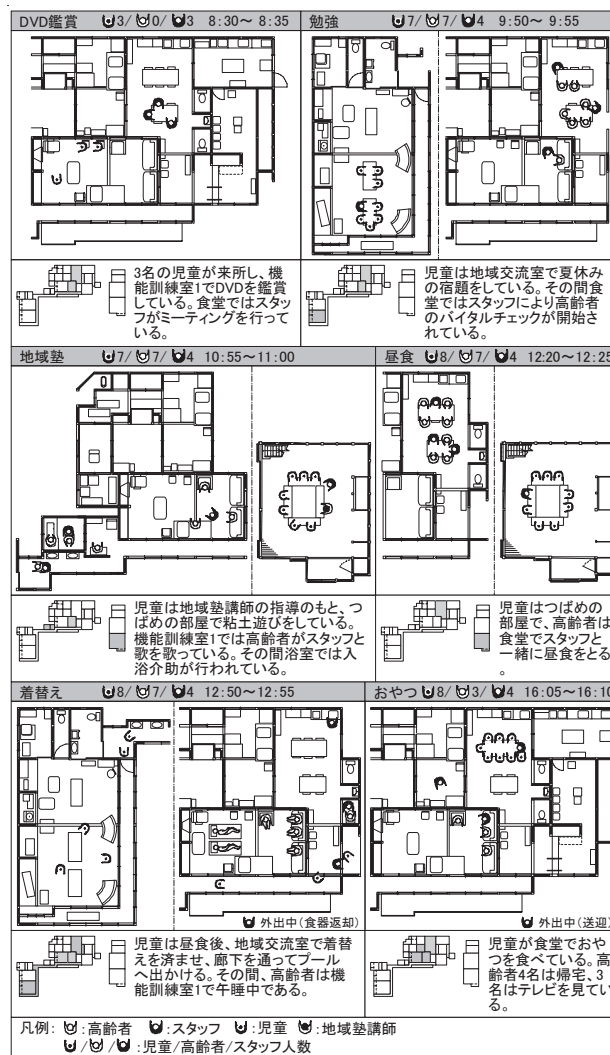 DVD鑑賞 3/ 0/ 3 8:30～ 8:35
勉強 7/ 7/ 4 9:50～ 9:55
3名の児童が来所し、機
能訓練室1でDVDを鑑賞
している。食堂ではスタッ
フがミーティングを行って
いる。
児童は地域交流室で夏休み
の宿題をしている。その間食
堂ではスタッフにより高齢者
のバイタルチェックが開始さ
れている。
地域塾 7/ 7/ 4 10:55～11:00
昼食 8/ 7/ 4 12:20～12:25
児童は地域塾講師の指導のもと、つ
ばめの部屋で粘土遊びをしている。
機能訓練室1では高齢者がスタッフと
歌を歌っている。その間浴室では入
浴介助が行われている。
児童はつばめの
部屋で、高齢者は
食堂でスタッフと
一緒に昼食をとる
。
着替え 8/ 7/ 4 12:50～12:55
おやつ 8/ 3/ 4 16:05～16:10
外出中(食器返却)
外出中(送迎)
児童は昼食後、地域交流室で着替
えを済ませ、廊下を通ってプール
へ出かける。その間、高齢者は機
能訓練室1で午睡中である。
児童が食堂でおや
つを食べている。高
齢者4名は帰宅、3
名はテレビを見てい
る。
凡例: :高齢者 :スタッフ :児童 :地域塾講師
/ / :児童/高齢者/スタッフ人数